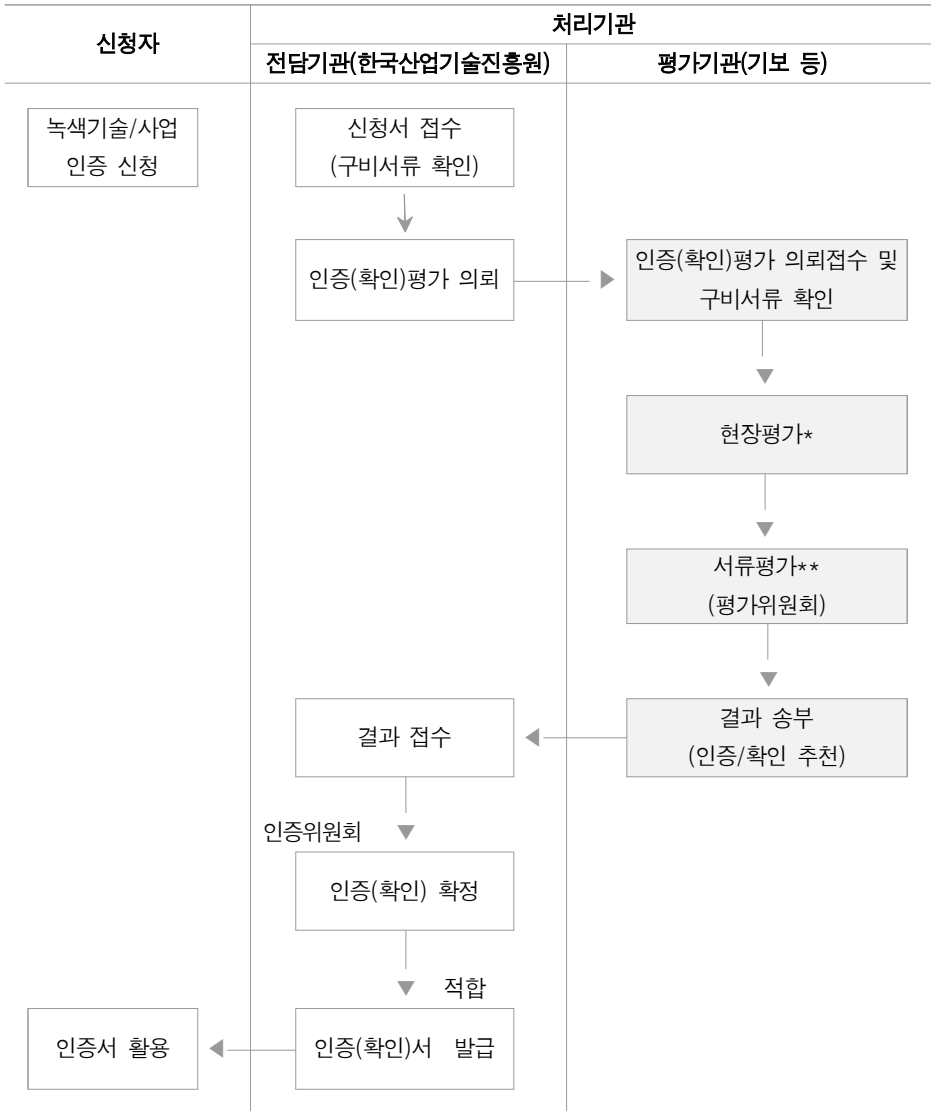 신청자
처리기관
전담기관(한국산업기술진흥원)
평가기관(기보 등)
녹색기술/사업
인증 신청
신청서 접수
(구비서류 확인)
인증(확인)평가 의뢰
인증(확인)평가 의뢰접수 및
구비서류 확인
현장평가*
서류평가**
(평가위원회)
결과 송부
(인증/확인 추천)
결과 접수
인증위원회
인증(확인) 확정
적합
인증(확인)서 발급
인증서 활용